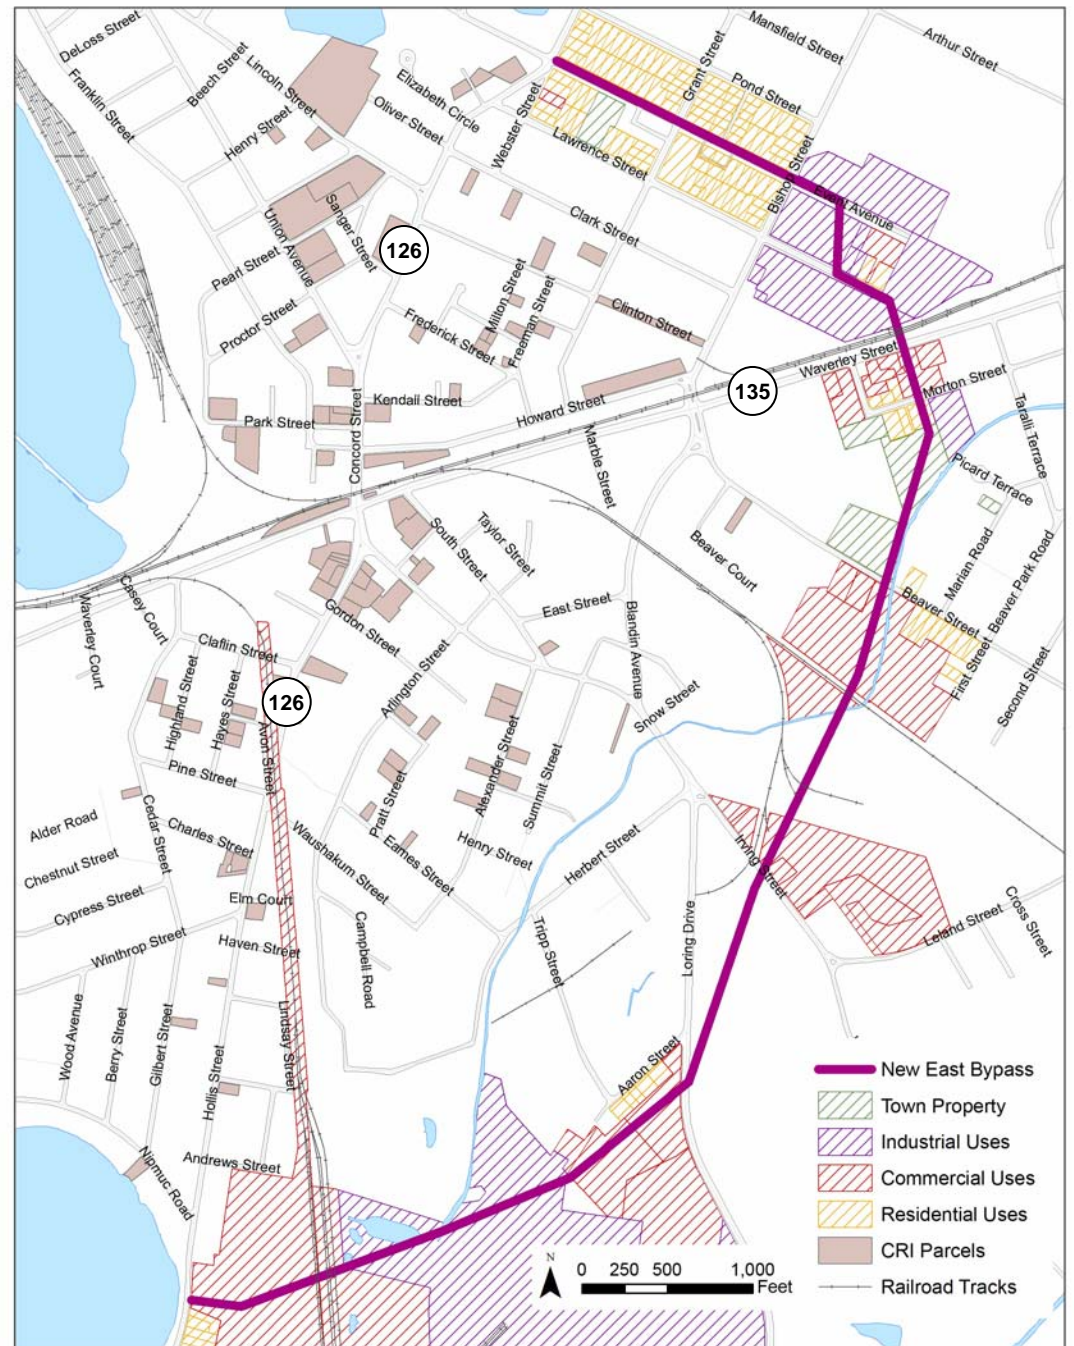 DeLoss Street
Mansfield Street
Arthur Street
Franklin Street
Beech Street
Lincoln Street
Elizabeth Circle
Grant Street
Pond Street
Oliver Street
Henry Street
Webster Street
Lawrence Street
Bishop Street
Union Avenue
Sanger Street
Clark Street
126
Pearl Street
Proctor Street
Frederick Street
Milton Street
Freeman Street
Clinton Street
Waverley Street
135
Morton Street
Kendall Street
Howard Street
Park Street
Concord Street
Marble Street
Taralli Terrace
Picard Terrace
South Street
Taylor Street
Beaver Court
Marian Road
Beaver Park Road
Waverley Court
Casey Court
Claflin Street
Gordon Street
East Street
Blandin Avenue
Beaver Street
First Street
Second Street
Highland Street
Hayes Street
126
Avon Street
Arlington Street
Snow Street
Pine Street
Alexander Street
Summit Street
Pratt Street
Alder Road
Cedar Street
Charles Street
Waushakum Street
Eames Street
Henry Street
Herbert Street
Irving Street
Chestnut Street
Cypress Street
Elm Court
Winthrop Street
Haven Street
Campbell Road
Tripp Street
Loring Drive
Leland Street
Cross Street
Wood Avenue
Berry Street
Gilbert Street
Hollis Street
Lindsay Street
Aaron Street
Nipmuc Road
Andrews Street
New East Bypass
Town Property
Industrial Uses
Commercial Uses
Residential Uses
CRI Parcels
Railroad Tracks
N
0 250 500 1,000
Feet